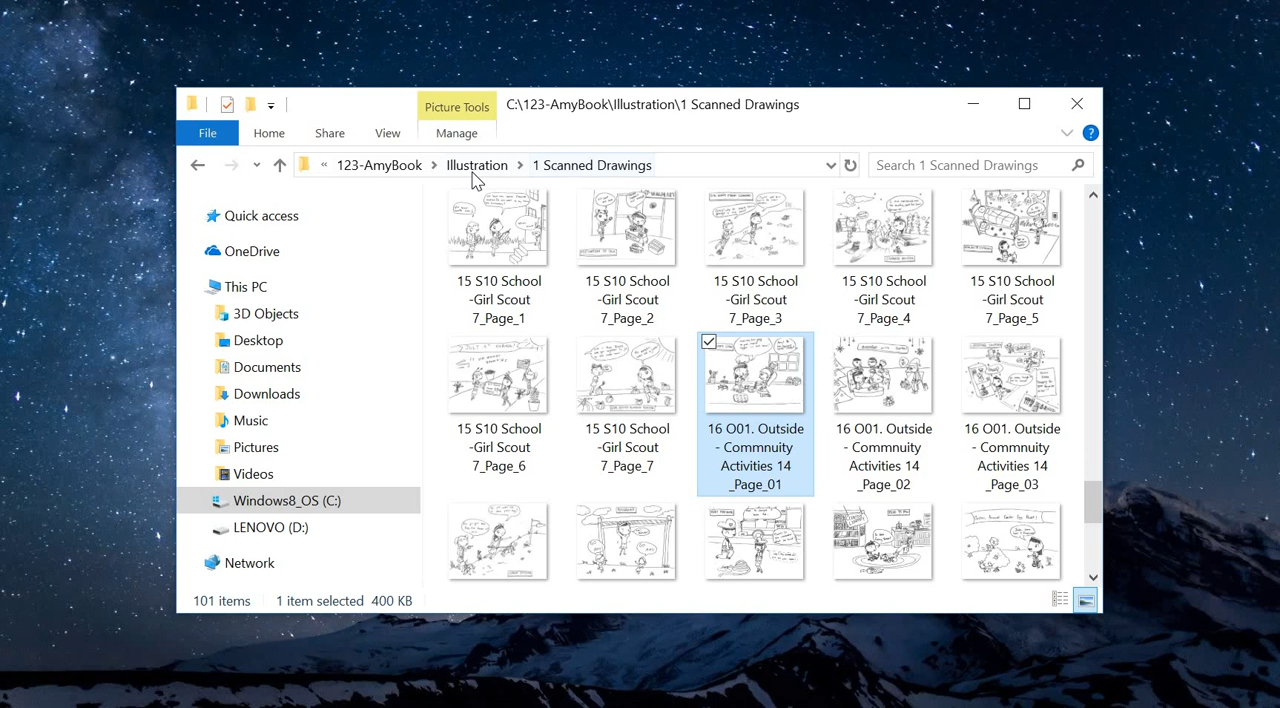 Picture Tools
C:\123-AmyBook\Illustration\1 Scanned Drawings
File
Home
Share
View
Manage
?
«
123-AmyBook
Illustration
1 Scanned Drawings
Search 1 Scanned Drawings
Quick access
OneDrive
This PC
3D Objects
Desktop
Documents
Downloads
Music
Pictures
Videos
Windows8_OS (C:)
LENOVO (D:)
Network
15 S10 School
-Girl Scout
7_Page_1
15 S10 School
-Girl Scout
7_Page_2
15 S10 School
-Girl Scout
7_Page_3
15 S10 School
-Girl Scout
7_Page_4
15 S10 School
-Girl Scout
7_Page_5
15 S10 School
-Girl Scout
7_Page_6
15 S10 School
-Girl Scout
7_Page_7
16 O01. Outside
- Commnuity
Activities 14
_Page_01
16 O01. Outside
- Commnuity
Activities 14
_Page_02
16 O01. Outside
- Commnuity
Activities 14
_Page_03
101 items
1 item selected
400 KB